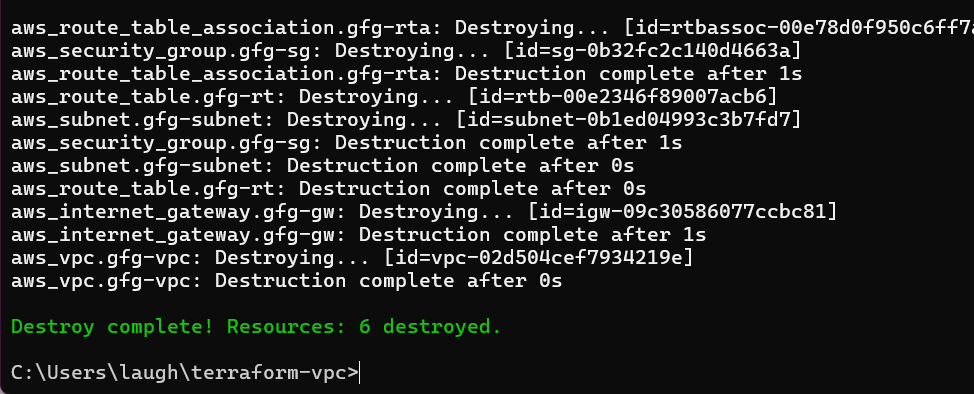 aws_route_table_association.gfg-rta: Destroying... [id=rtbassoc-00e78d0f950c6ff7a
aws_security_group.gfg-sg: Destroying... [id=sg-0b32fc2c140d4663a]
aws_route_table_association.gfg-rta: Destruction complete after 1s
aws_route_table.gfg-rt: Destroying... [id=rtb-00e2346f89007acb6]
aws_subnet.gfg-subnet: Destroying... [id=subnet-0b1ed04993c3b7fd7]
aws_security_group.gfg-sg: Destruction complete after 1s
aws_subnet.gfg-subnet: Destruction complete after 0s
aws_route_table.gfg-rt: Destruction complete after 0s
aws_internet_gateway.gfg-gw: Destroying... [id=igw-09c30586077ccbc81]
aws_internet_gateway.gfg-gw: Destruction complete after 1s
aws_vpc.gfg-vpc: Destroying... [id=vpc-02d504cef7934219e]
aws_vpc.gfg-vpc: Destruction complete after 0s
Destroy complete! Resources: 6 destroyed.
C:\Users\laugh\terraform-vpc>